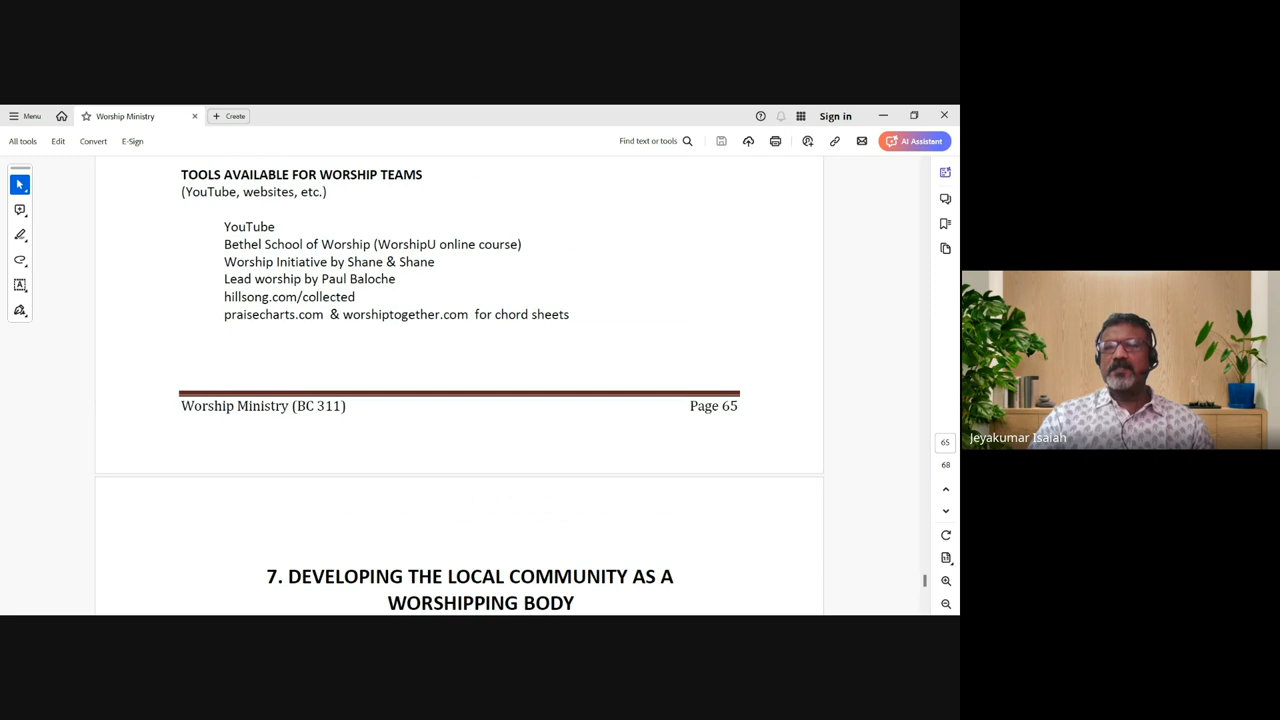 Menu
Worship Ministry
Create
Sign in
All tools
Edit
Convert
E-Sign
Find text or tools
AI Assistant
TOOLS AVAILABLE FOR WORSHIP TEAMS
(YouTube, websites, etc.)
YouTube
Bethel School of Worship (WorshipU online course)
Worship Initiative by Shane & Shane
Lead worship by Paul Baloche
hillsong.com/collected
praisecharts.com & worshiptogether.com for chord sheets
Worship Ministry (BC 311)
Page 65
65
68
7. DEVELOPING THE LOCAL COMMUNITY AS A
WORSHIPPING BODY
Jeyakumar Isaiah